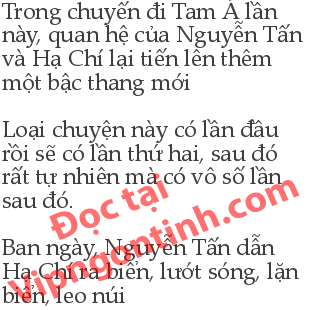 Trong chuyến đi Tam Á lần
này, quan hệ của Nguyễn Tấn
và Hạ Chí lại tiến lên thêm
một bậc thang mới
Loại chuyện này có lần đầu
rồi sẽ có lần thứ hai, sau đó
rất tự nhiên mà có vô số lần
sau đó.
Đọc tại
Vipngontinh.com
Ban ngày, Nguyễn Tấn dẫn
Hạ Chí ra biển, lướt sóng, lặn
biển, leo núi